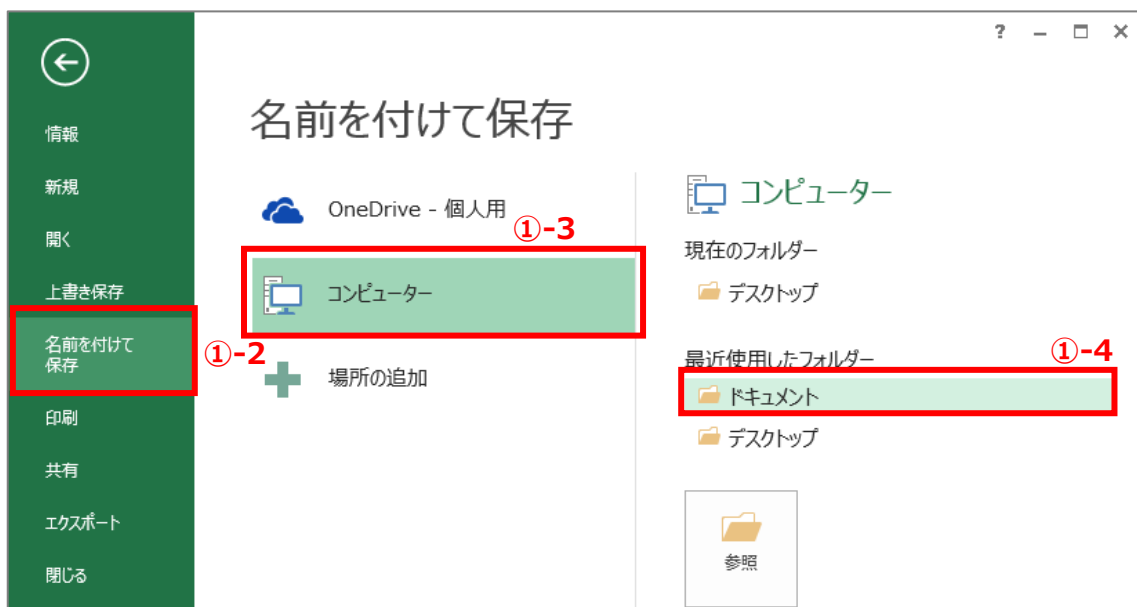 ?
情報
新規
開く
上書き保存
名前を付けて
保存
①-2
印刷
共有
エクスポート
閉じる
名前を付けて保存
OneDrive - 個人用
①-3
コンピューター
場所の追加
コンピューター
現在のフォルダー
デスクトップ
最近使用したフォルダー
①-4
ドキュメント
デスクトップ
参照